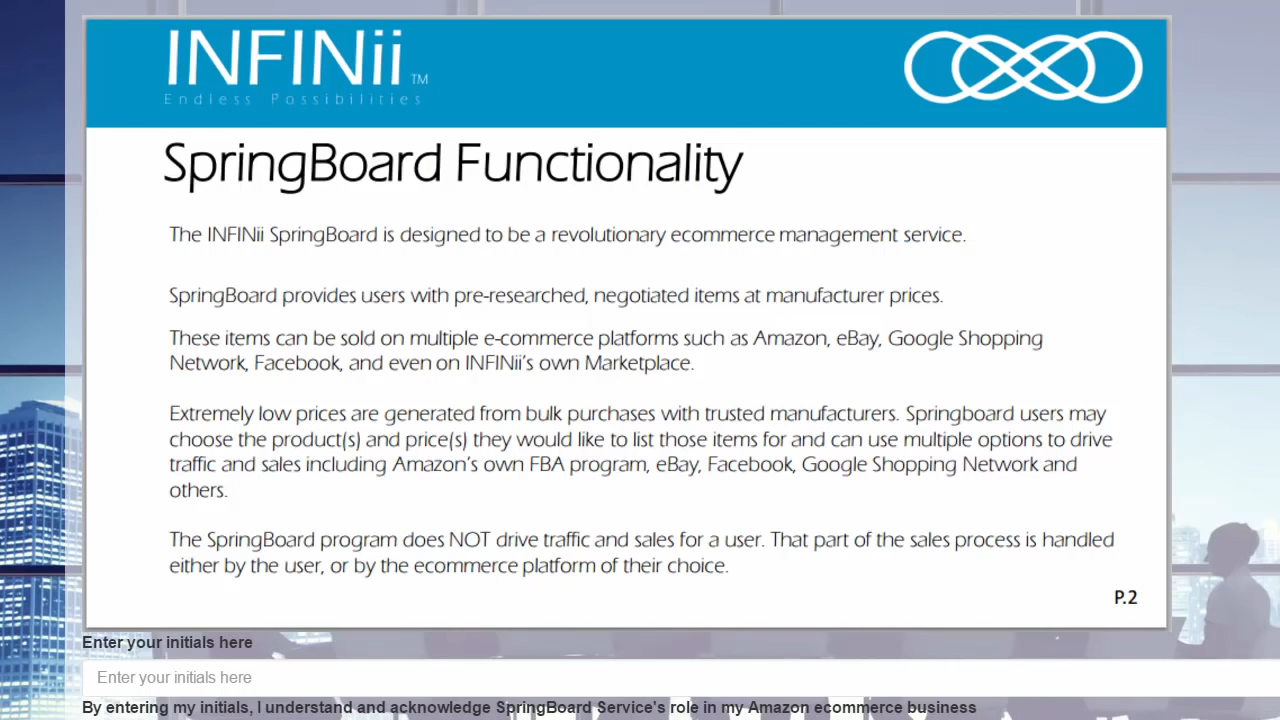 INFINii TM
Endless Possibilities
SpringBoard Functionality
The INFINii SpringBoard is designed to be a revolutionary ecommerce management service.
SpringBoard provides users with pre-researched, negotiated items at manufacturer prices.
These items can be sold on multiple e-commerce platforms such as Amazon, eBay, Google Shopping
Network, Facebook, and even on INFINii's own Marketplace.
Extremely low prices are generated from bulk purchases with trusted manufacturers. Springboard users may
choose the product(s) and price(s) they would like to list those items for and can use multiple options to drive
traffic and sales including Amazon's own FBA program, eBay, Facebook, Google Shopping Network and
others.
The SpringBoard program does NOT drive traffic and sales for a user. That part of the sales process is handled
either by the user, or by the ecommerce platform of their choice.
P.2
Enter your initials here
Enter your initials here
By entering my initials, I understand and acknowledge SpringBoard Service's role in my Amazon ecommerce business